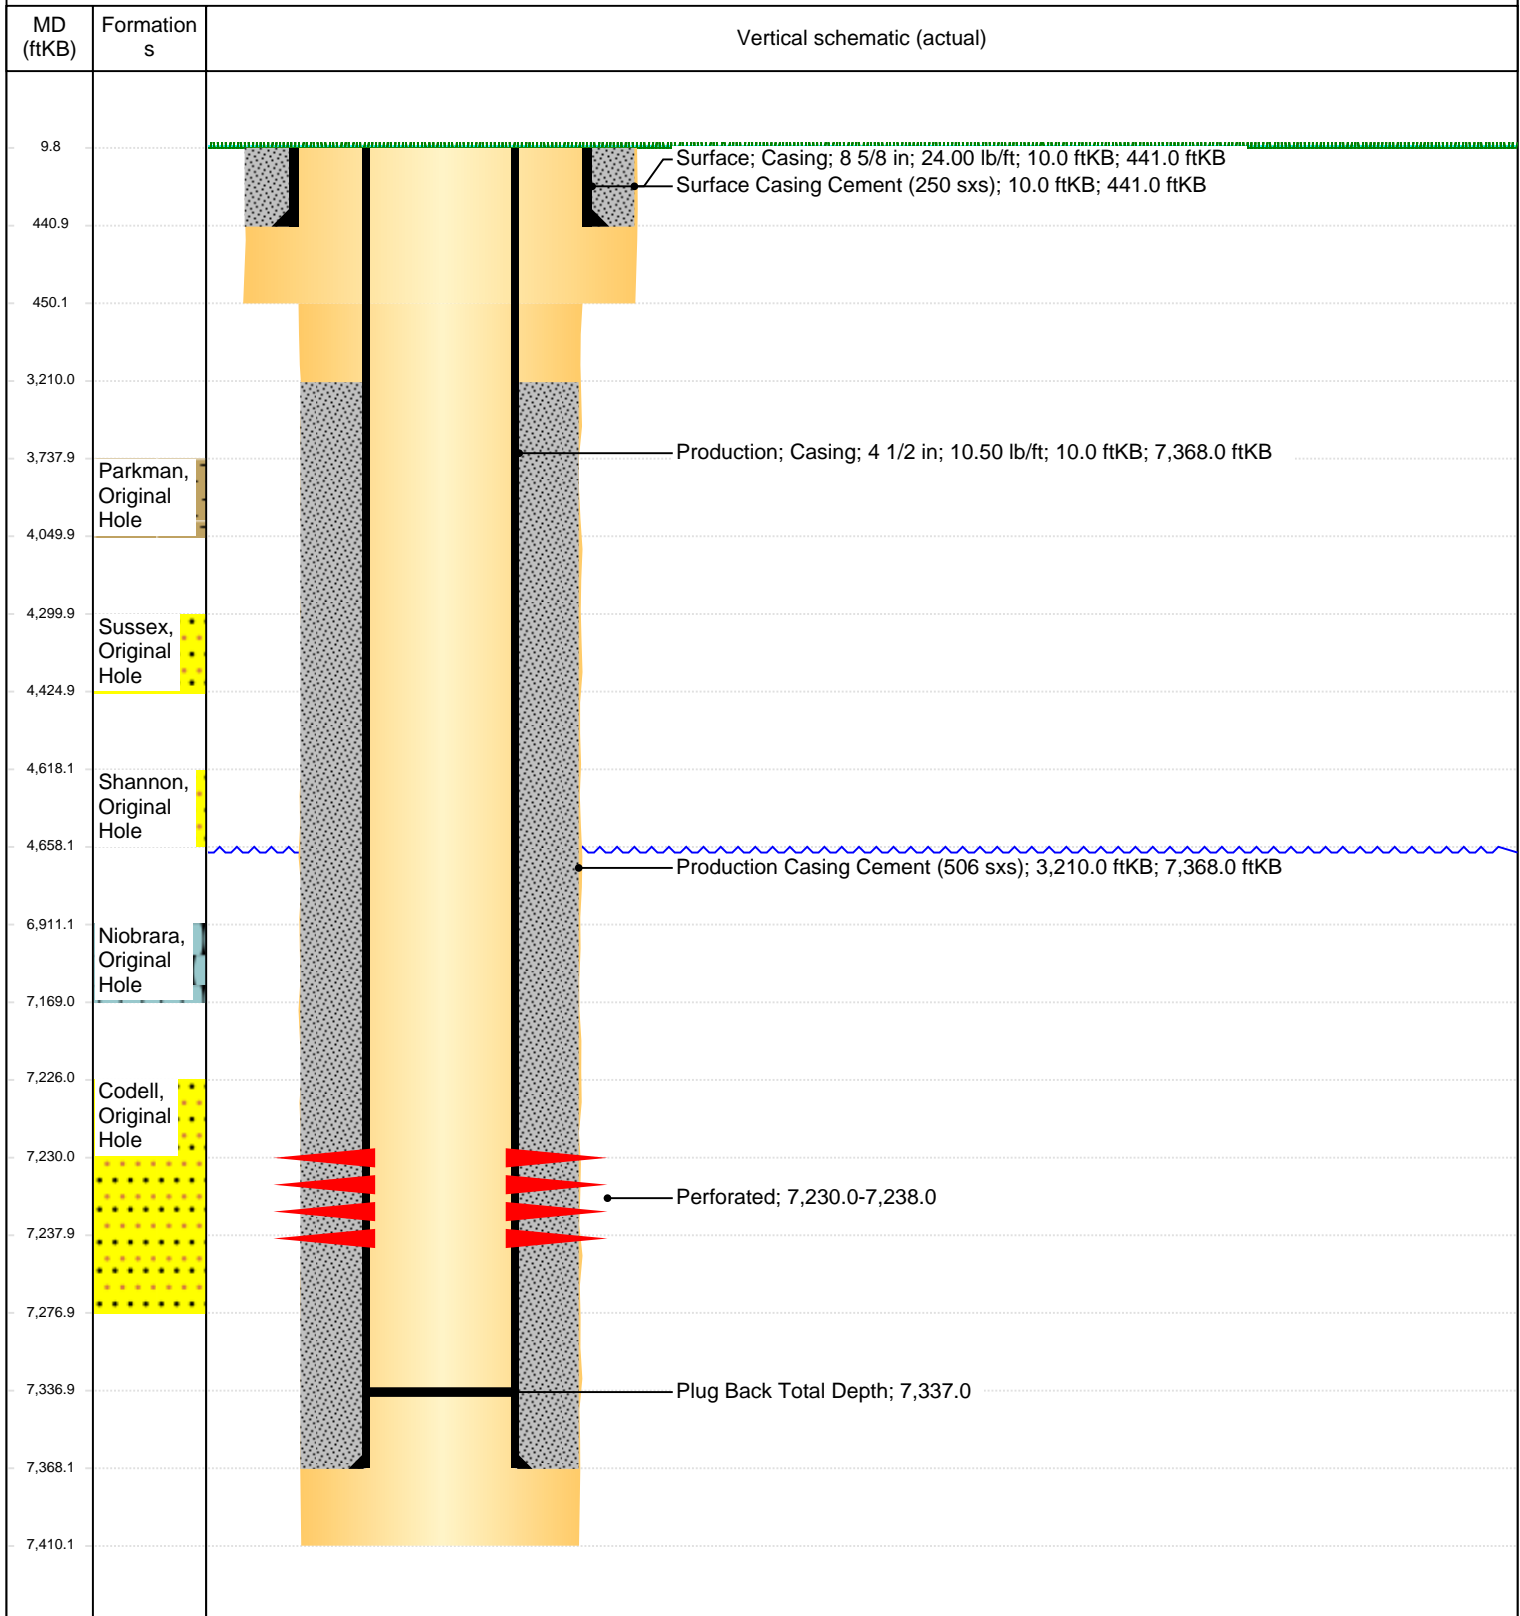 MD
(ftKB)
Formation
s
Vertical schematic (actual)
9.8
Surface; Casing; 8 5/8 in; 24.00 lb/ft; 10.0 ftKB; 441.0 ftKB
Surface Casing Cement (250 sxs); 10.0 ftKB; 441.0 ftKB
440.9
450.1
3,210.0
Production; Casing; 4 1/2 in; 10.50 lb/ft; 10.0 ftKB; 7,368.0 ftKB
3,737.9
Parkman,
Original
Hole
4,049.9
4,299.9
Sussex,
Original
Hole
4,424.9
4,618.1
Shannon,
Original
Hole
4,658.1
Production Casing Cement (506 sxs); 3,210.0 ftKB; 7,368.0 ftKB
6,911.1
Niobrara,
Original
Hole
7,169.0
7,226.0
Codell,
Original
Hole
7,230.0
Perforated; 7,230.0-7,238.0
7,237.9
7,276.9
7,336.9
Plug Back Total Depth; 7,337.0
7,368.1
7,410.1